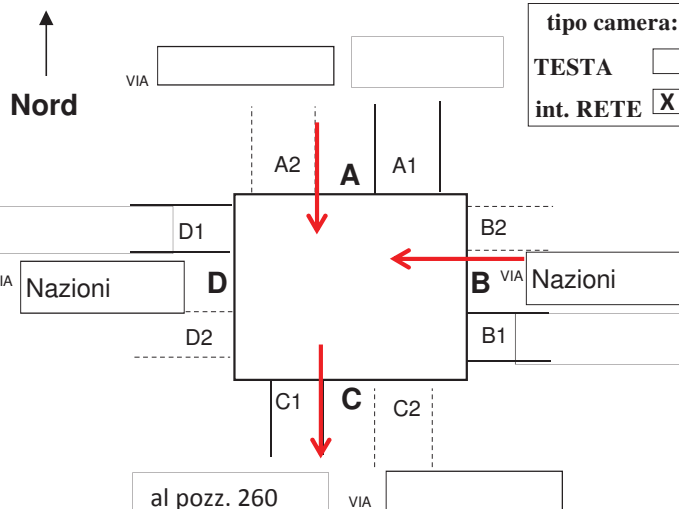 tipo camera:
TESTA
int. RETE X
Nord
VIA
A2
A
A1
D1
B2
VIA Nazioni
D
B
VIA Nazioni
D2
B1
C1
C
C2
al pozz. 260
VIA